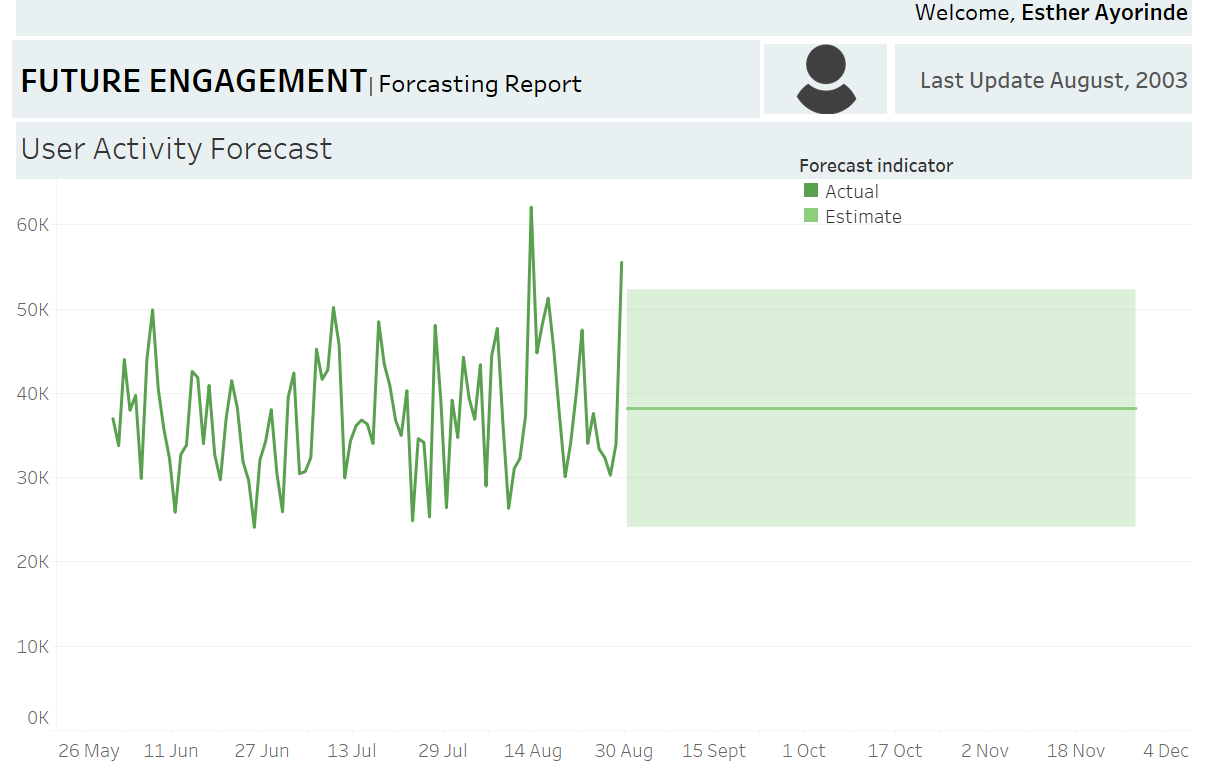 Welcome, Esther Ayorinde
FUTURE ENGAGEMENT| Forcasting Report
Last Update August, 2003
User Activity Forecast
Forecast indicator
Actual
Estimate
60K
50K
40K
30K
20K
10K
0K
26 May 11 Jun 27 Jun 13 Jul 29 Jul 14 Aug 30 Aug 15 Sept 1 Oct 17 Oct 2 Nov 18 Nov 4 Dec